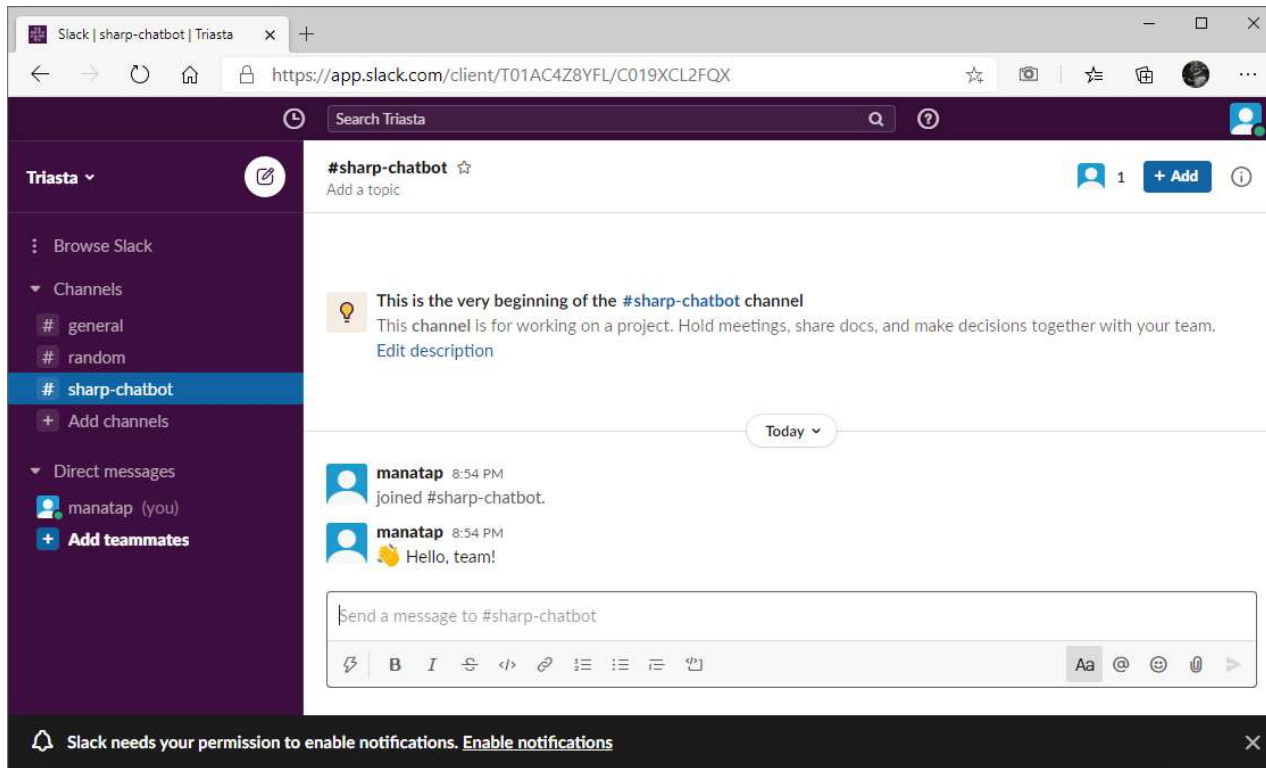 Slack | sharp-chatbot | Triasta
https://app.slack.com/client/T01AC4Z8YFL/C019XCL2FQX
Search Triasta
Triasta
#sharp-chatbot
Add a topic
1
+ Add
Browse Slack
Channels
# general
# random
# sharp-chatbot
+ Add channels
Direct messages
manatap (you)
+ Add teammates
This is the very beginning of the #sharp-chatbot channel
This channel is for working on a project. Hold meetings, share docs, and make decisions together with your team.
Edit description
Today
manatap 8:54 PM
joined #sharp-chatbot.
manatap 8:54 PM
👋 Hello, team!
Send a message to #sharp-chatbot
B I S </>
Aa @
Slack needs your permission to enable notifications. Enable notifications